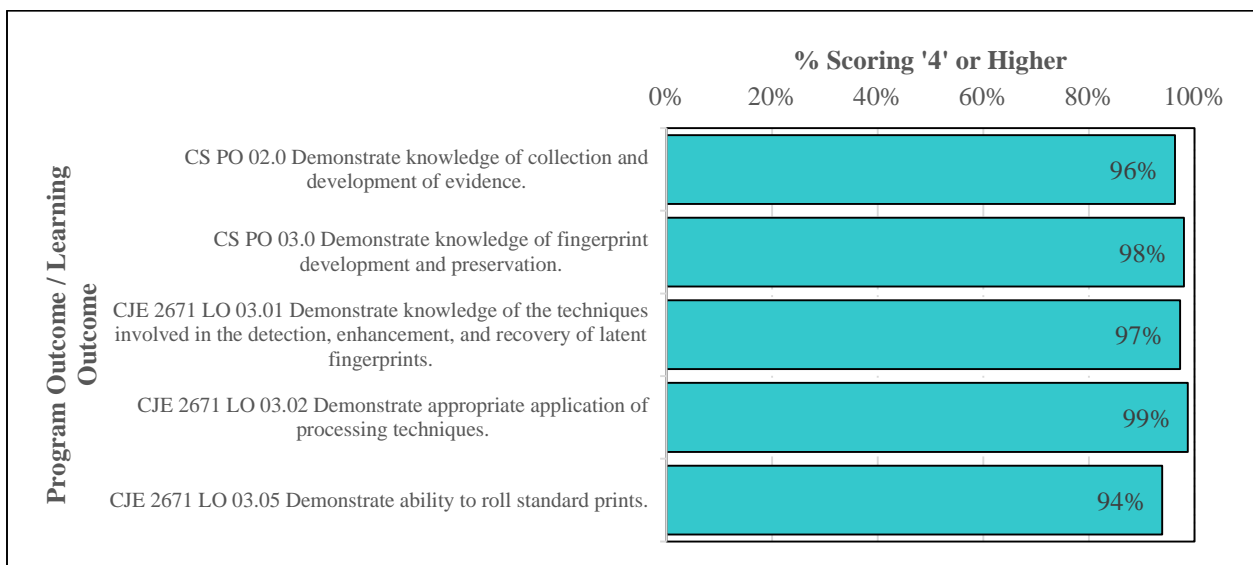 % Scoring '4' or Higher
0% 20% 40% 60% 80% 100%
Program Outcome / Learning
Outcome
CS PO 02.0 Demonstrate knowledge of collection and
development of evidence.
96%
CS PO 03.0 Demonstrate knowledge of fingerprint
development and preservation.
98%
CJE 2671 LO 03.01 Demonstrate knowledge of the techniques
involved in the detection, enhancement, and recovery of latent
fingerprints.
97%
CJE 2671 LO 03.02 Demonstrate appropriate application of
processing techniques.
99%
CJE 2671 LO 03.05 Demonstrate ability to roll standard prints.
94%